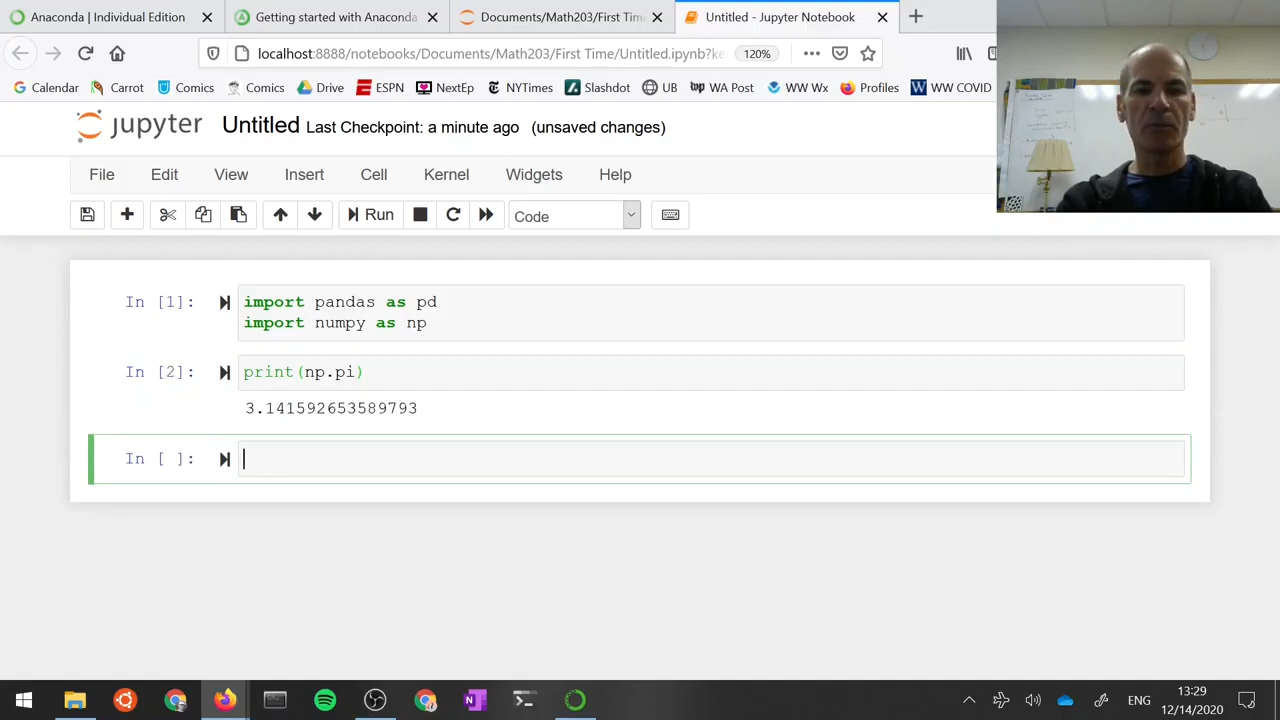 Anaconda | Individual Edition
Getting started with Anaconda
Documents/Math203/First Tim
Untitled - Jupyter Notebook
localhost:8888/notebooks/Documents/Math203/First Time/Untitled.ipynb?ke
120%
Calendar
Carrot
Comics
Comics
Drive
ESPN
NextEp
NYTimes
Slashdot
UB
WA Post
WW Wx
Profiles
WW COVID
jupyter Untitled Last Checkpoint: a minute ago (unsaved changes)
File Edit View Insert Cell Kernel Widgets Help
Run
Code
In [1]: import pandas as pd
import numpy as np
In [2]: print(np.pi)
3.141592653589793
In [ ]:
ENG
13:29
12/14/2020